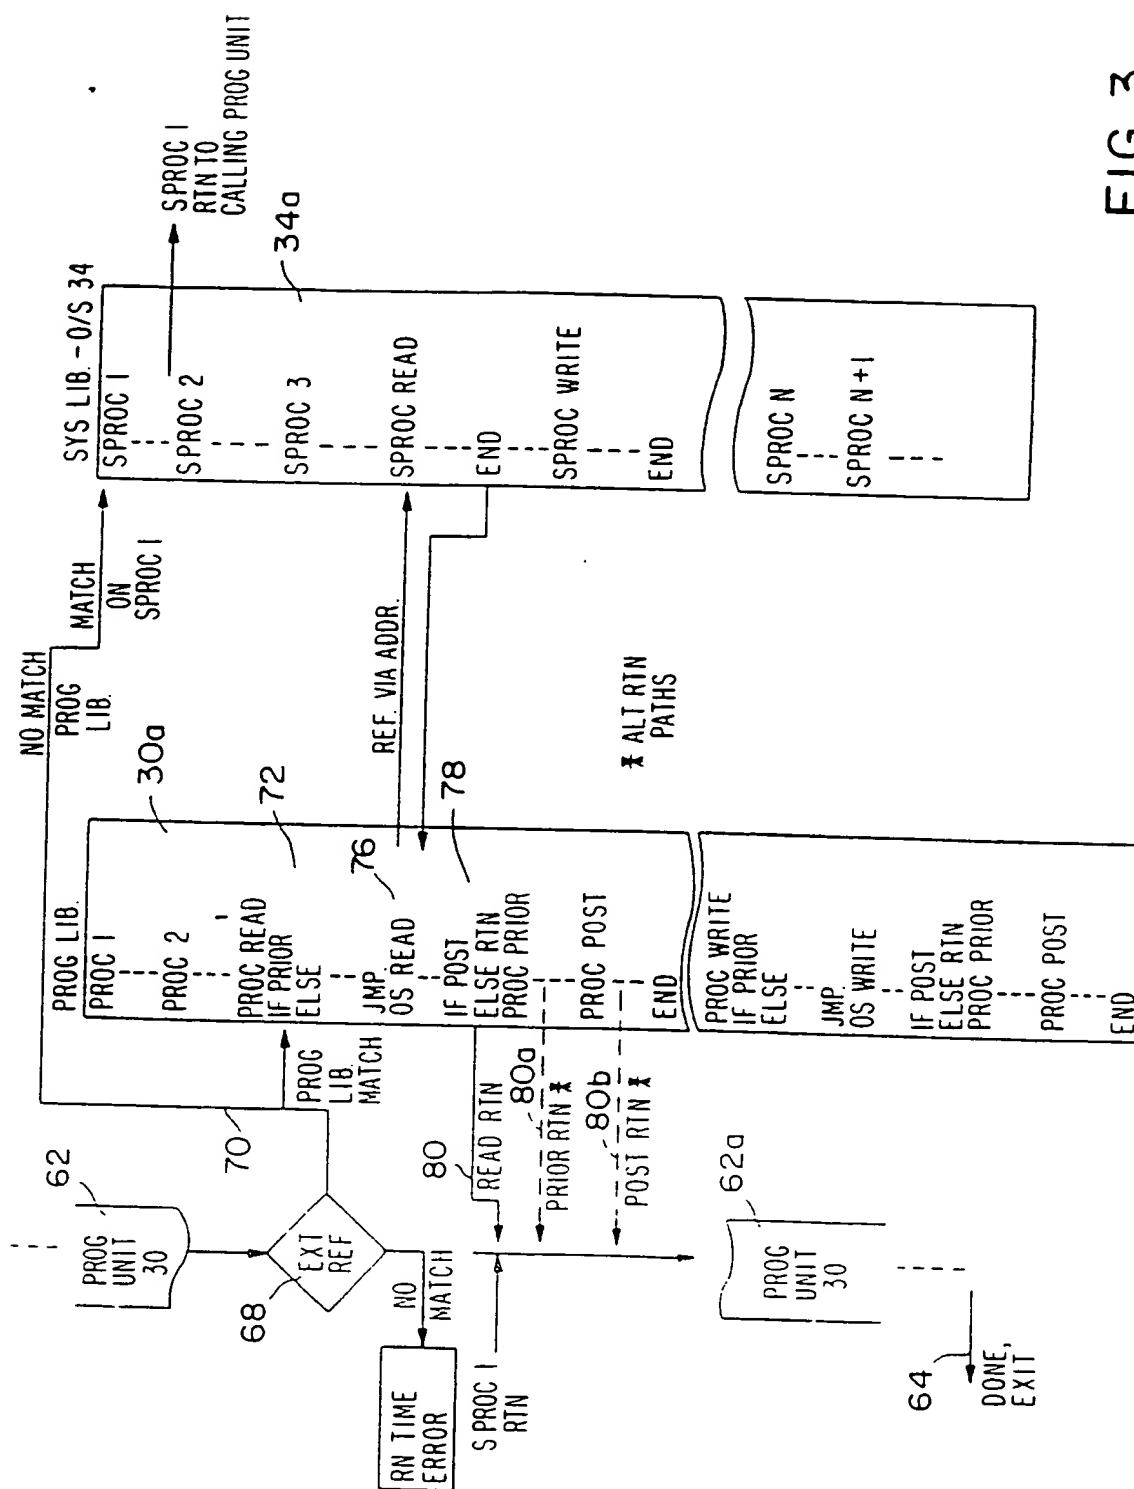 PROG
UNIT
30
62
EXT
REF
68
70
NO MATCH
PROG
LIB.
MATCH
ON
SPROC 1
PROG
LIB.
MATCH
NO
MATCH
RN TIME
ERROR
SPROC 1
RTN
80
READ RTN
80a
PRIOR RTN *
80b
POST RTN *
62a
PROG
UNIT
30
64
DONE,
EXIT
PROG LIB.
30a
PROC 1
PROC 2
PROC READ
IF PRIOR
ELSE
72
JMP.
OS READ
76
IF POST
ELSE RTN
PROC PRIOR
78
PROC POST
END
PROC WRITE
IF PRIOR
ELSE
JMP.
OS WRITE
IF POST
ELSE RTN
PROC PRIOR
PROC POST
END
REF. VIA ADDR.
* ALT RTN
PATHS
SYS LIB. - O/S 34
34a
SPROC 1
SPROC 2
SPROC 3
SPROC READ
END
SPROC WRITE
END
SPROC N
SPROC N+1
SPROC 1
RTN TO
CALLING PROG UNIT
FIG. 3